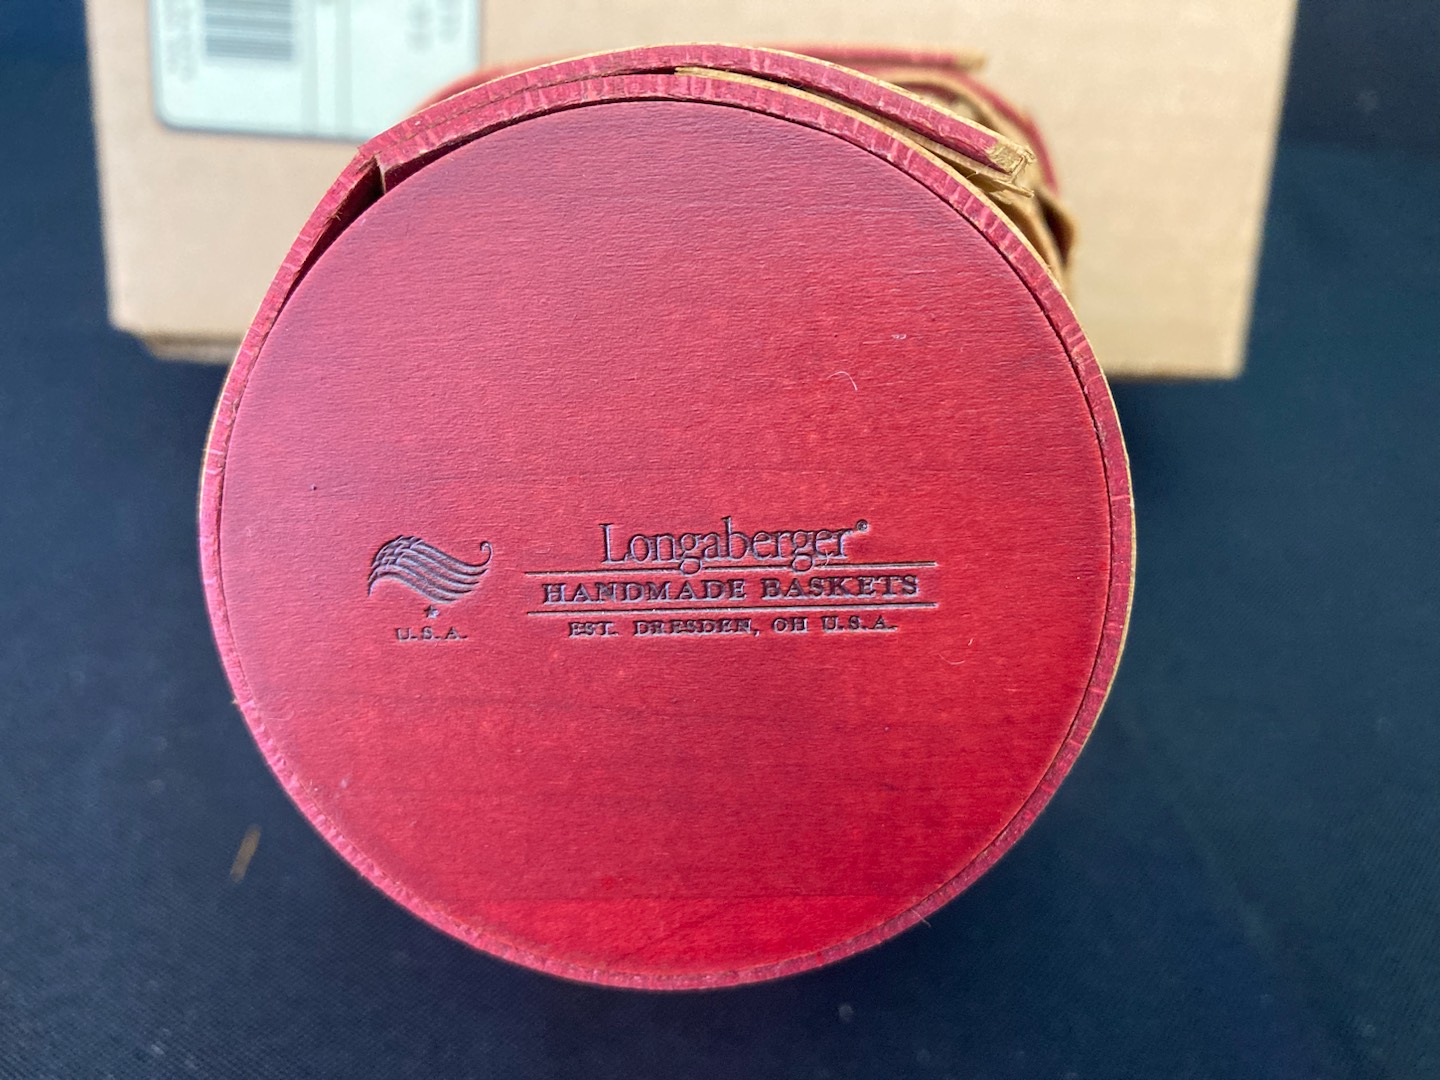 Longaberger®
HANDMADE BASKETS
EST. DRESDEN, OH U.S.A.
U.S.A.